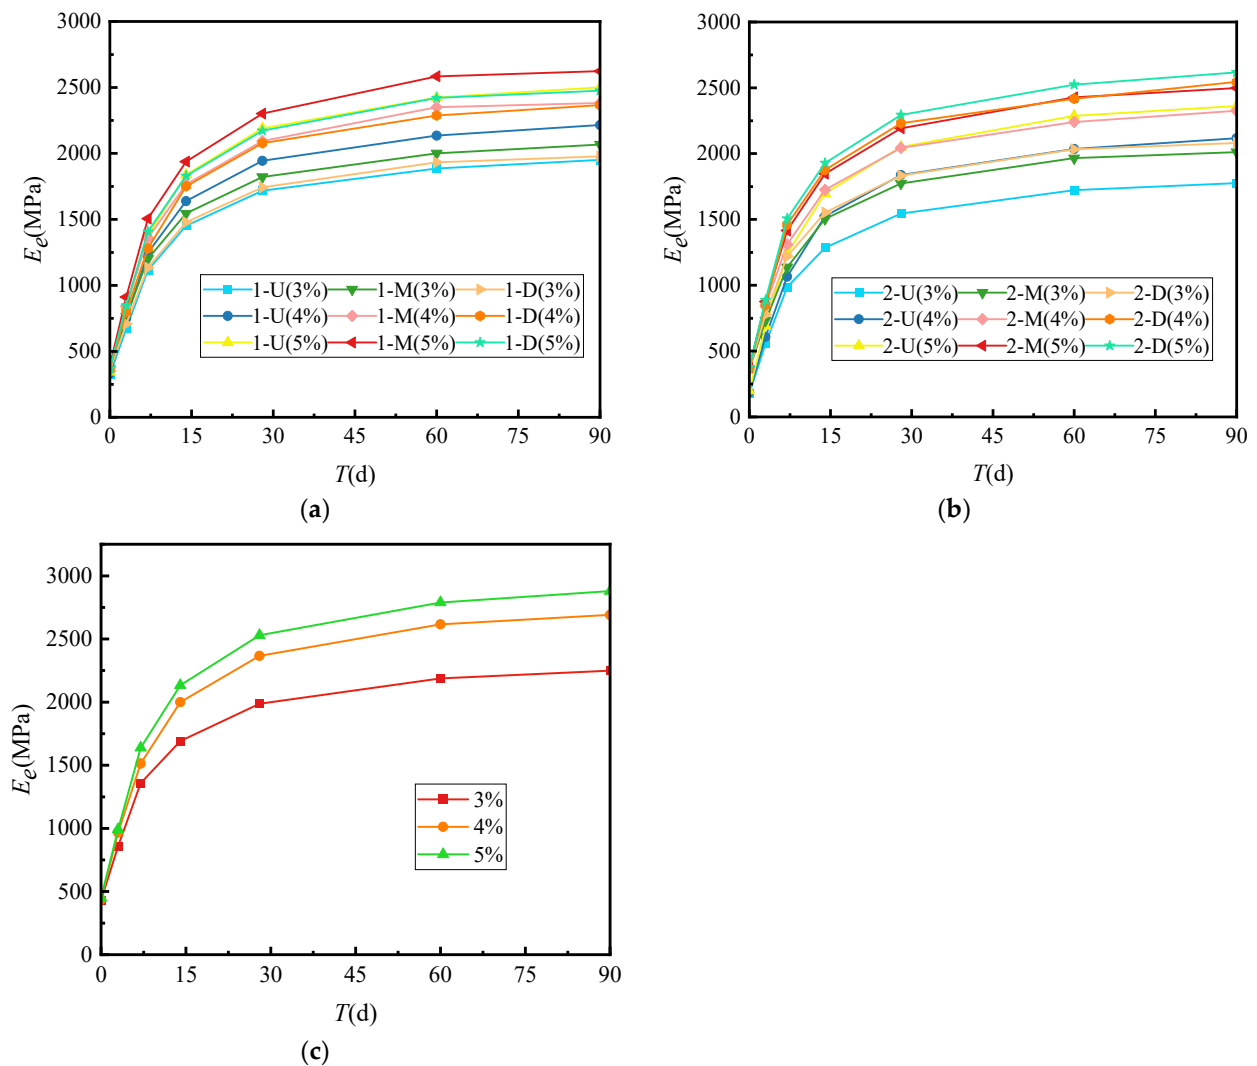 3000
2500
2000
1500
1000
500
0
Ee(MPa)
1-U(3%) 1-M(3%) 1-D(3%)
1-U(4%) 1-M(4%) 1-D(4%)
1-U(5%) 1-M(5%) 1-D(5%)
0 15 30 45 60 75 90
T(d)
(a)
3000
2500
2000
1500
1000
500
0
Ee(MPa)
2-U(3%) 2-M(3%) 2-D(3%)
2-U(4%) 2-M(4%) 2-D(4%)
2-U(5%) 2-M(5%) 2-D(5%)
0 15 30 45 60 75 90
T(d)
(b)
3000
2500
2000
1500
1000
500
0
Ee(MPa)
3%
4%
5%
0 15 30 45 60 75 90
T(d)
(c)